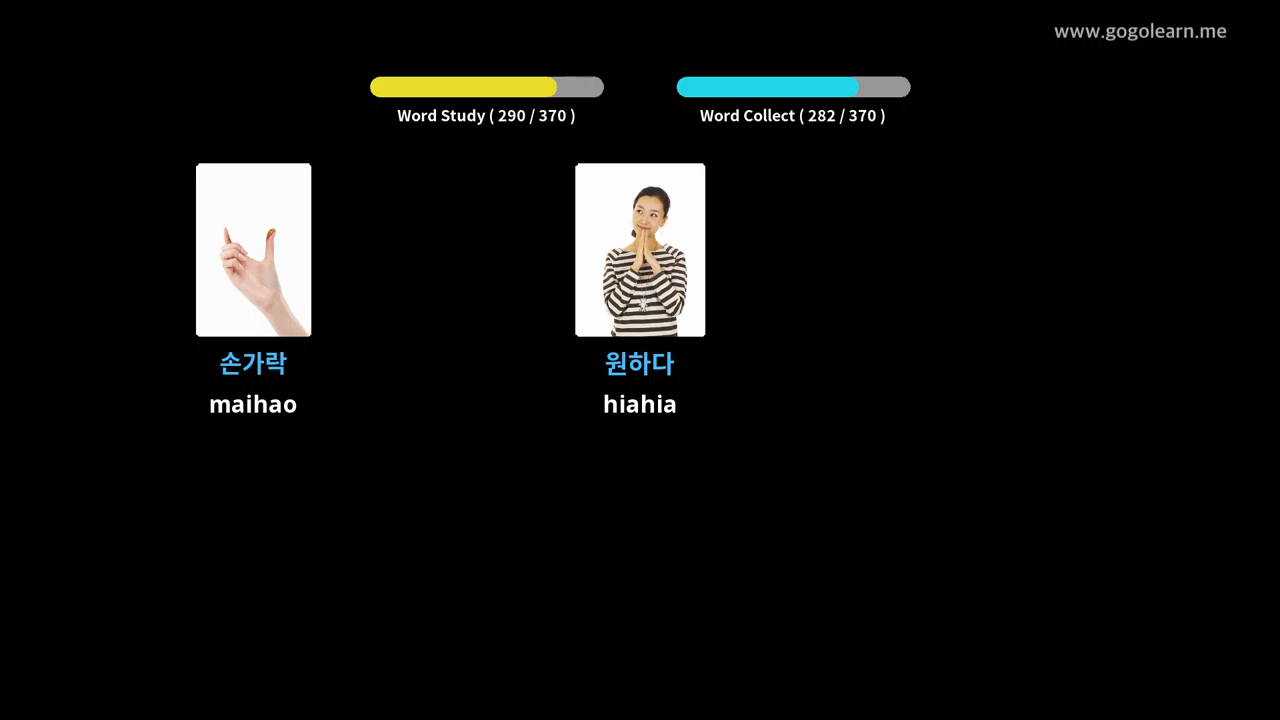 www.gogolearn.me
Word Study ( 290 / 370 )
Word Collect ( 282 / 370 )
손가락
원하다
maihao
hiahia